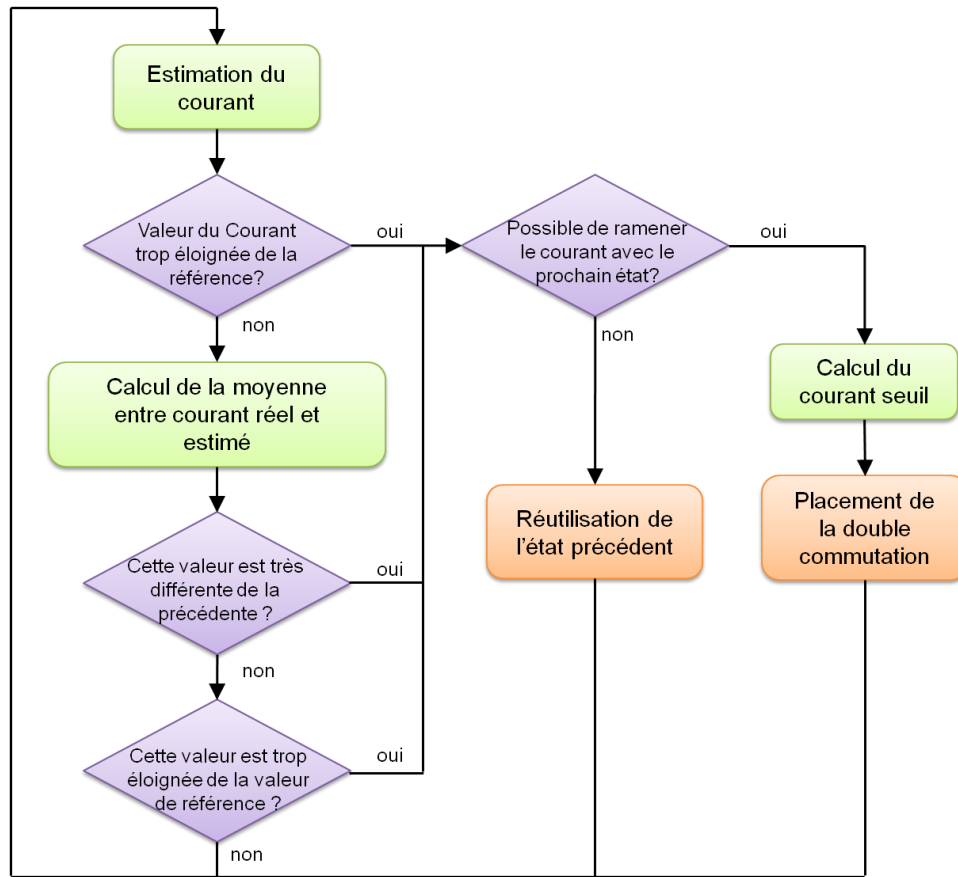 Estimation du
courant
Valeur du Courant
trop éloignée de la
référence?
oui
non
Possible de ramener
le courant avec le
prochain état?
oui
non
Calcul de la moyenne
entre courant réel et
estimé
Calcul du
courant seuil
Cette valeur est très
différente de la
précédente ?
oui
non
Réutilisation de
l'état précédent
Placement de
la double
commutation
Cette valeur est trop
éloignée de la valeur
de référence ?
oui
non